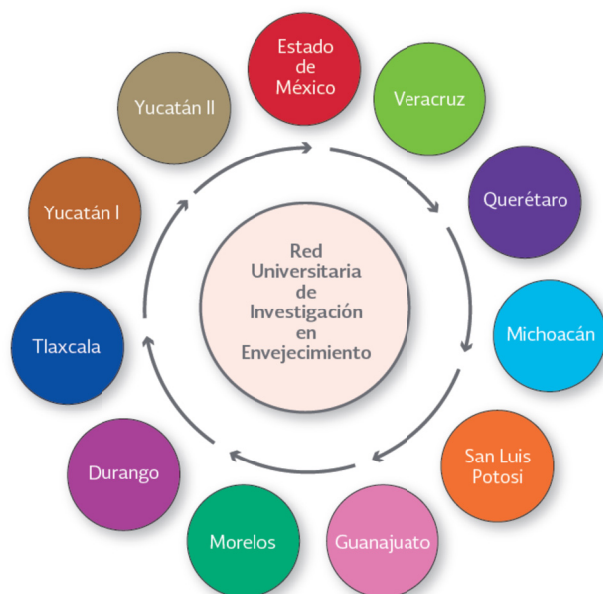 Estado
de
México
Veracruz
Querétaro
Michoacán
San Luis
Potosi
Guanajuato
Morelos
Durango
Tlaxcala
Yucatán I
Yucatán II
Red
Universitaria
de
Investigación
en
Envejecimiento